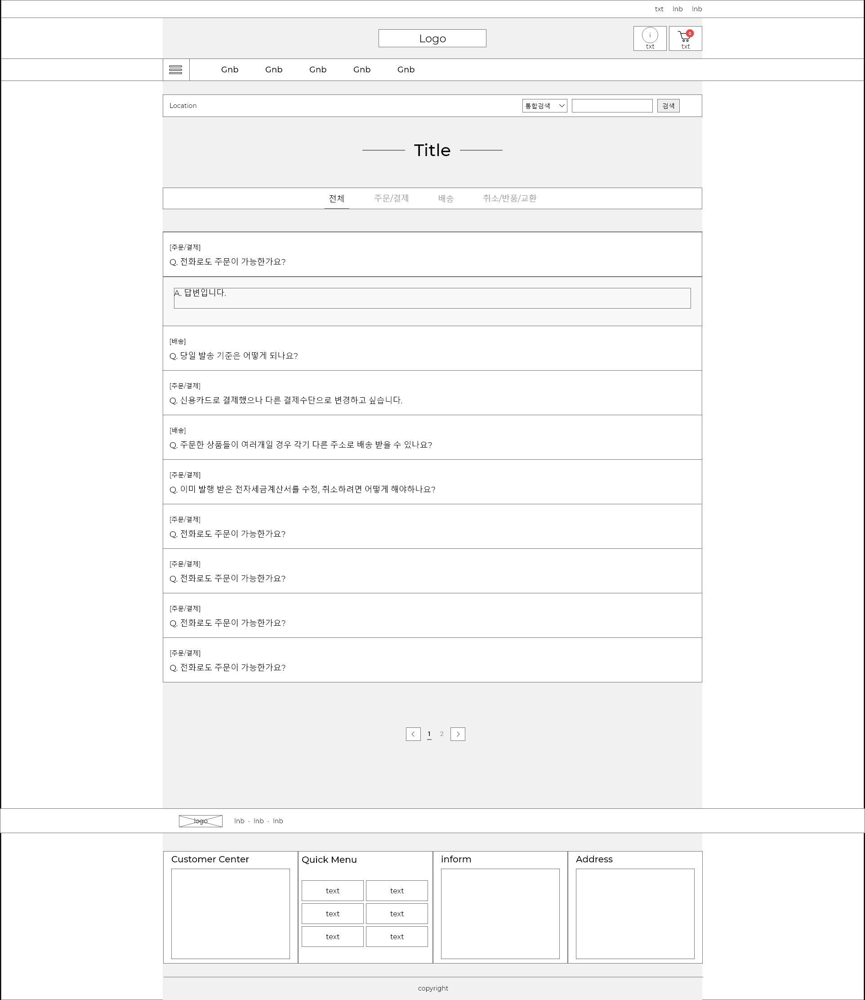 txt lnb lnb
Logo
i
txt
0
txt
Gnb Gnb Gnb Gnb Gnb
Location
통합검색
검색
Title
전체 주문/결제 배송 취소/반품/교환
[주문/결제]
Q. 전화로도 주문이 가능한가요?
A. 답변입니다.
[배송]
Q. 당일 발송 기준은 어떻게 되나요?
[주문/결제]
Q. 신용카드로 결제했으나 다른 결제수단으로 변경하고 싶습니다.
[배송]
Q. 주문한 상품들이 여러개일 경우 각기 다른 주소로 배송 받을 수 있나요?
[주문/결제]
Q. 이미 발행 받은 전자세금계산서를 수정, 취소하려면 어떻게 해야하나요?
[주문/결제]
Q. 전화로도 주문이 가능한가요?
[주문/결제]
Q. 전화로도 주문이 가능한가요?
[주문/결제]
Q. 전화로도 주문이 가능한가요?
[주문/결제]
Q. 전화로도 주문이 가능한가요?
1 2
logo lnb · lnb · lnb
Customer Center
Quick Menu
text text
text text
text text
inform
Address
copyright